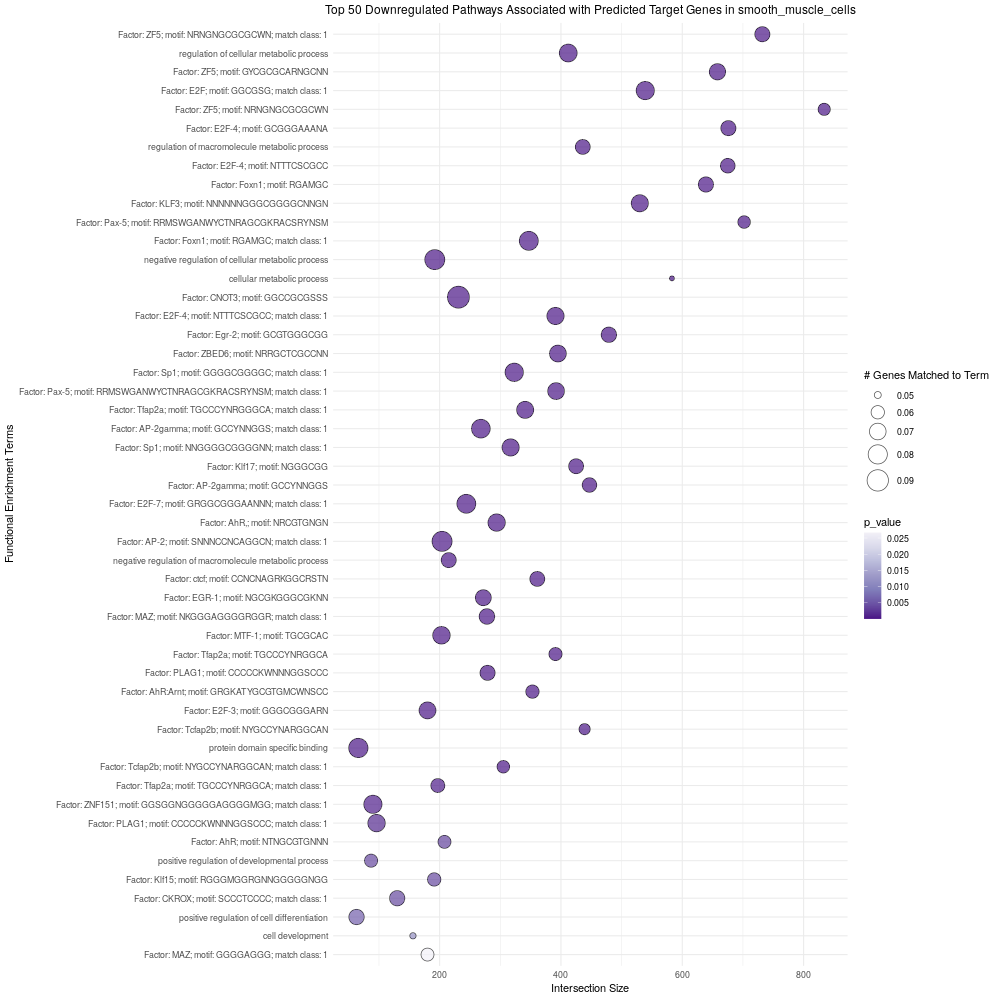 Top 50 Downregulated Pathways Associated with Predicted Target Genes in smooth_muscle_cells
Functional Enrichment Terms
Factor: ZF5; motif: NRNGNGCGCGCWN; match class: 1
regulation of cellular metabolic process
Factor: ZF5; motif: GYCGCGCARNGCNN
Factor: E2F; motif: GGCGSG; match class: 1
Factor: ZF5; motif: NRNGNGCGCGCWN
Factor: E2F-4; motif: GCGGGAAANA
regulation of macromolecule metabolic process
Factor: E2F-4; motif: NTTTCSCGCC
Factor: Foxn1; motif: RGAMGC
Factor: KLF3; motif: NNNNNNGGGCGGGGCNNGN
Factor: Pax-5; motif: RRMSWGANWYCTNRAGCGKRACSRYNSM
Factor: Foxn1; motif: RGAMGC; match class: 1
negative regulation of cellular metabolic process
cellular metabolic process
Factor: CNOT3; motif: GGCCGCGSSS
Factor: E2F-4; motif: NTTTCSCGCC; match class: 1
Factor: Egr-2; motif: GCGTGGGCGG
Factor: ZBED6; motif: NRRGCTCGCCNN
Factor: Sp1; motif: GGGGCGGGGC; match class: 1
Factor: Pax-5; motif: RRMSWGANWYCTNRAGCGKRACSRYNSM; match class: 1
Factor: Tfap2a; motif: TGCCCYNRGGGCA; match class: 1
Factor: AP-2gamma; motif: GCCYNNGGS; match class: 1
Factor: Sp1; motif: NNGGGGCGGGGNN; match class: 1
Factor: Klf17; motif: NGGGCGG
Factor: AP-2gamma; motif: GCCYNNGGS
Factor: E2F-7; motif: GRGGCGGGAANNN; match class: 1
Factor: AhR,; motif: NRCGTGNGN
Factor: AP-2; motif: SNNNCCNCAGGCN; match class: 1
negative regulation of macromolecule metabolic process
Factor: ctcf; motif: CCNCNAGRKGGCRSTN
Factor: EGR-1; motif: NGCGKGGGCGKNN
Factor: MAZ; motif: NKGGGAGGGGRGGR; match class: 1
Factor: MTF-1; motif: TGCGCAC
Factor: Tfap2a; motif: TGCCCYNRGGCA
Factor: PLAG1; motif: CCCCCKWNNNGGSCCC
Factor: AhR:Arnt; motif: GRGKATYGCGTGMCWNSCC
Factor: E2F-3; motif: GGGCGGGARN
Factor: Tcfap2b; motif: NYGCCYNARGGCAN
protein domain specific binding
Factor: Tcfap2b; motif: NYGCCYNARGGCAN; match class: 1
Factor: Tfap2a; motif: TGCCCYNRGGCA; match class: 1
Factor: ZNF151; motif: GGSGGNGGGGGAGGGGMGG; match class: 1
Factor: PLAG1; motif: CCCCCKWNNNGGSCCC; match class: 1
Factor: AhR; motif: NTNGCGTGNNN
positive regulation of developmental process
Factor: Klf15; motif: RGGGMGGRGNNGGGGGNGG
Factor: CKROX; motif: SCCCTCCCC; match class: 1
positive regulation of cell differentiation
cell development
Factor: MAZ; motif: GGGGAGGG; match class: 1
200 400 600 800
Intersection Size
# Genes Matched to Term
0.05
0.06
0.07
0.08
0.09
p_value
0.025
0.020
0.015
0.010
0.005